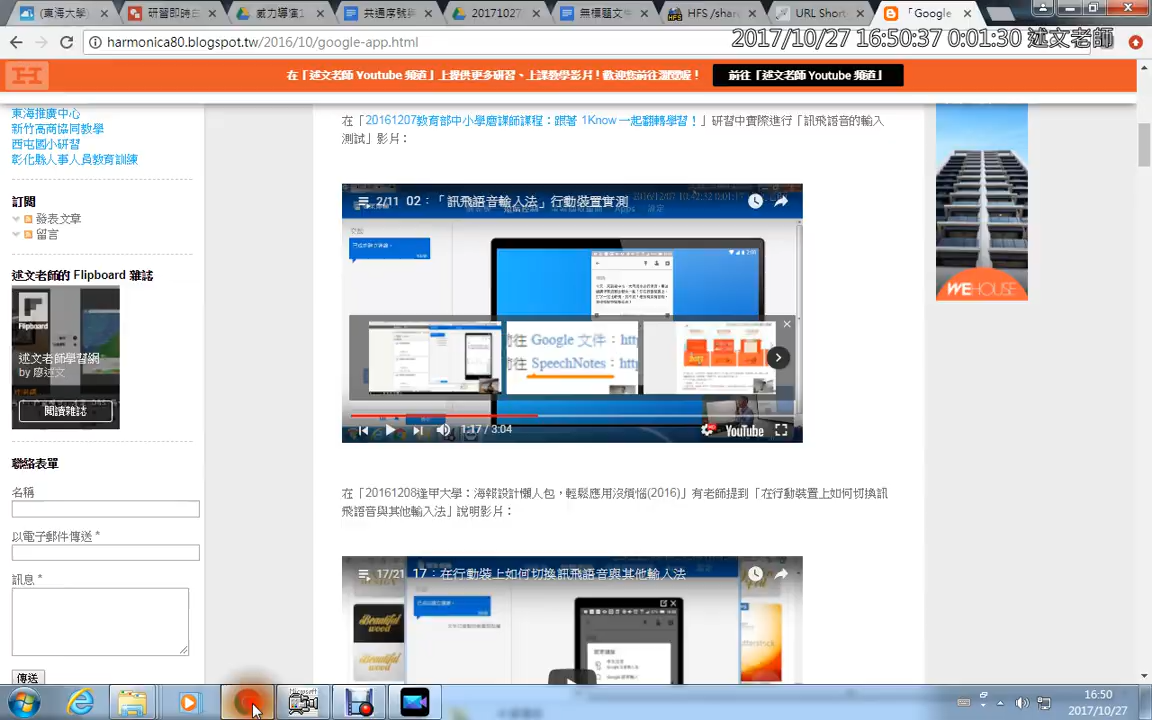 (東海大學)
研習即時
威力導演1
共通序號與
20171027
無標題文
HFS /shar
URL Short
「Google
harmonica80.blogspot.tw/2016/10/google-app.html
2017/10/27 16:50:37 0:01:30 述文老師
在「述文老師 Youtube 頻道」上提供更多研習、上課教學影片！歡迎您前往瀏覽喔！
前往「述文老師 Youtube 頻道」
東海推廣中心
新竹高商協同教學
西屯國小研習
彰化縣人事人員教育訓練
訂閱
發表文章
留言
述文老師的 Flipboard 雜誌
Flipboard
述文老師學習網
by 廖述文
閱讀雜誌
聯絡表單
名稱
以電子郵件傳送 *
訊息 *
傳送
在「20161207教育部中小學磨課師課程：跟著 1Know 一起翻轉學習！」研習中實際進行「訊飛語音的輸入
測試」影片：
2/11 02：「訊飛語音輸入法」行動裝置實測
Google 文件：
SpeechNotes：
1:17 / 3:04
YouTube
在「20161208逢甲大學：海報設計懶人包，輕鬆應用沒煩惱(2016)」有老師提到「在行動裝置上如何切換訊
飛語音與其他輸入法」說明影片：
17/21 17：在行動裝上如何切換訊飛語音與其他輸入法
Beautiful
wood
WEHOUSE
Microsoft
16:50
2017/10/27